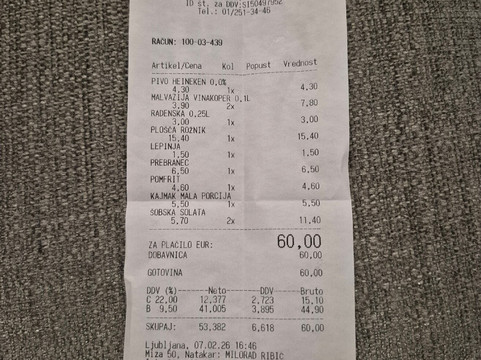 ID št. za DDV:SI50497952
Tel.: 01/251-34-46
RAČUN: 100-03-439
Artikel/Cena Kol Popust Vrednost
PIVO HEINEKEN 0,0%
4,30 1x 4,30
MALVAZIJA VINAKOPER 0,1L
3,90 2x 7,80
RADENSKA 0,25L
3,00 1x 3,00
PLOŠČA ROŽNIK
15,40 1x 15,40
LEPINJA
1,50 1x 1,50
PREBRANEC
6,50 1x 6,50
POMFRIT
4,60 1x 4,60
KAJMAK MALA PORCIJA
5,50 1x 5,50
ŠOBSKA SOLATA
5,70 2x 11,40
ZA PLAČILO EUR: 60,00
DOBAVNICA 60,00
GOTOVINA 60,00
DDV (%) Neto DDV Bruto
C 22,00 12,377 2,723 15,10
B 9,50 41,005 3,895 44,90
SKUPAJ: 53,382 6,618 60,00
Ljubljana, 07.02.26 16:46
Miza 50, Natakar: MILORAD RIBIČ